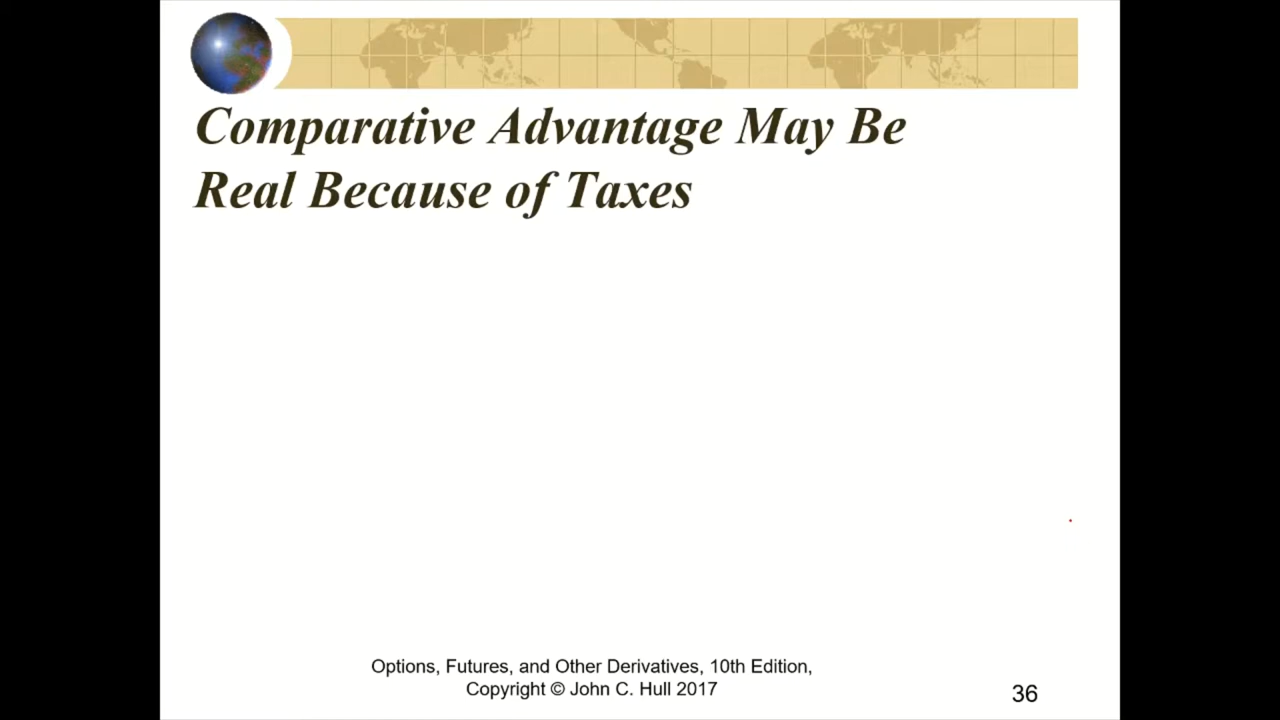 Comparative Advantage May Be
Real Because of Taxes
Options, Futures, and Other Derivatives, 10th Edition,
Copyright © John C. Hull 2017
36